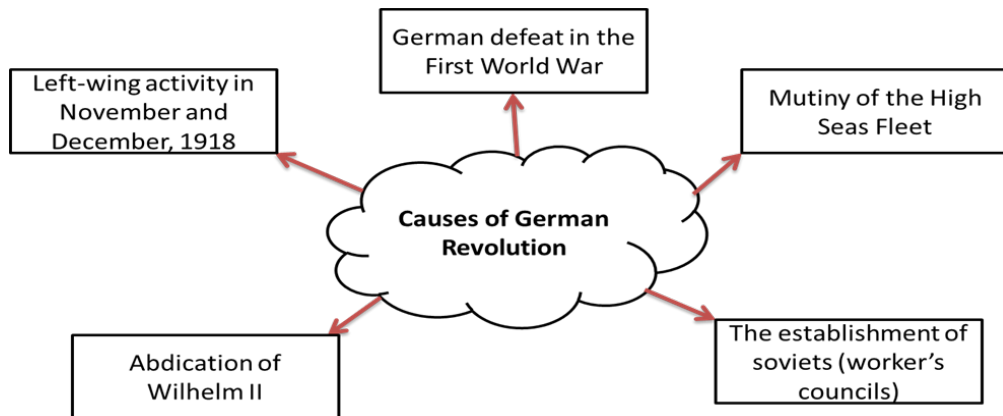 German defeat in the
First World War
Left-wing activity in
November and
December, 1918
Mutiny of the High
Seas Fleet
Causes of German
Revolution
Abdication of
Wilhelm II
The establishment of
soviets (worker's
councils)